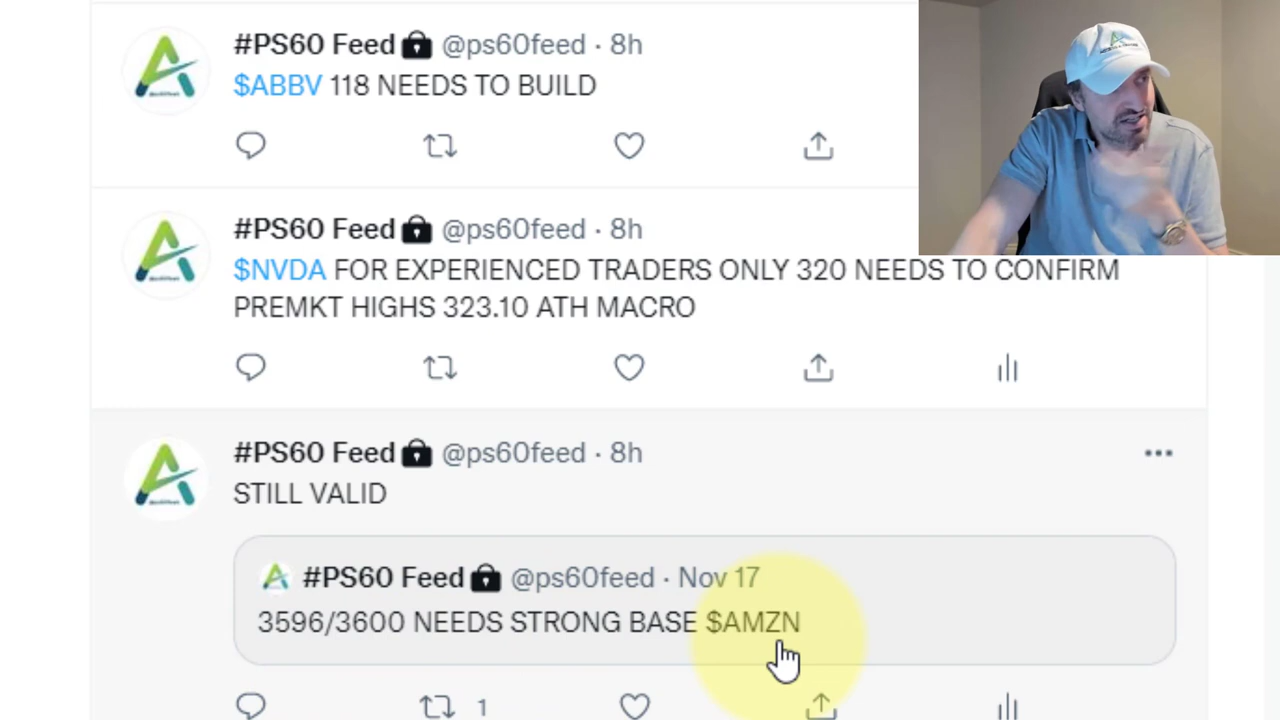 #PS60 Feed @ps60feed · 8h
$ABBV 118 NEEDS TO BUILD
#PS60 Feed @ps60feed · 8h
$NVDA FOR EXPERIENCED TRADERS ONLY 320 NEEDS TO CONFIRM
PREMKT HIGHS 323.10 ATH MACRO
#PS60 Feed @ps60feed · 8h
STILL VALID
#PS60 Feed @ps60feed · Nov 17
3596/3600 NEEDS STRONG BASE $AMZN
1